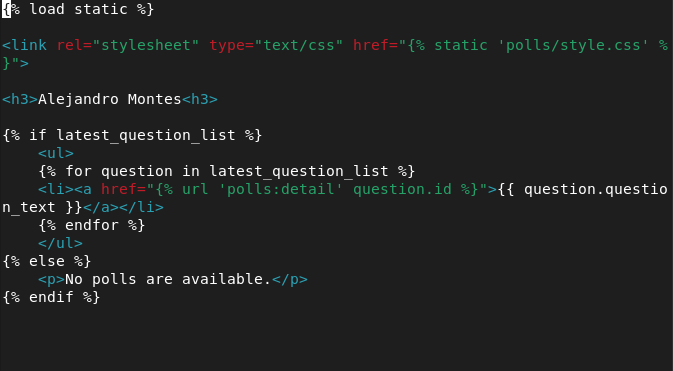 {% load static %}

<link rel="stylesheet" type="text/css" href="{% static 'polls/style.css' %
}">

<h3>Alejandro Montes<h3>

{% if latest_question_list %}
    <ul>
    {% for question in latest_question_list %}
    <li><a href="{% url 'polls:detail' question.id %}">{{ question.questio
n_text }}</a></li>
    {% endfor %}
    </ul>
{% else %}
    <p>No polls are available.</p>
{% endif %}